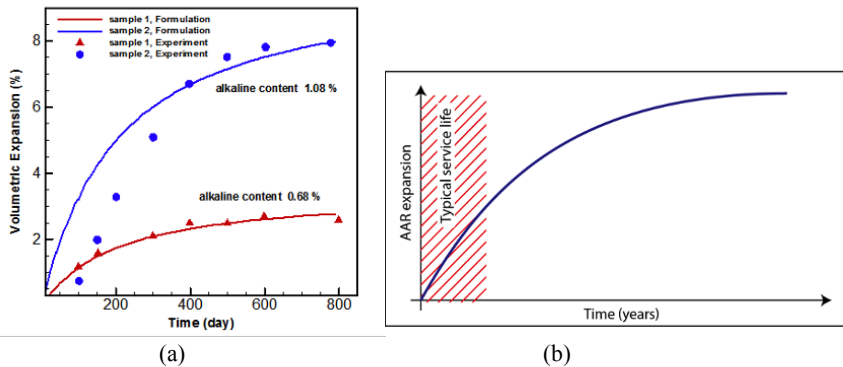 sample 1, Formulation
sample 2, Formulation
sample 1, Experiment
sample 2, Experiment
8
6
4
2
Volumetric Expansion (%)
alkaline content 1.08 %
alkaline content 0.68 %
200
400
600
800
Time (day)
(a)
AAR expansion
Typical service life
Time (years)
(b)